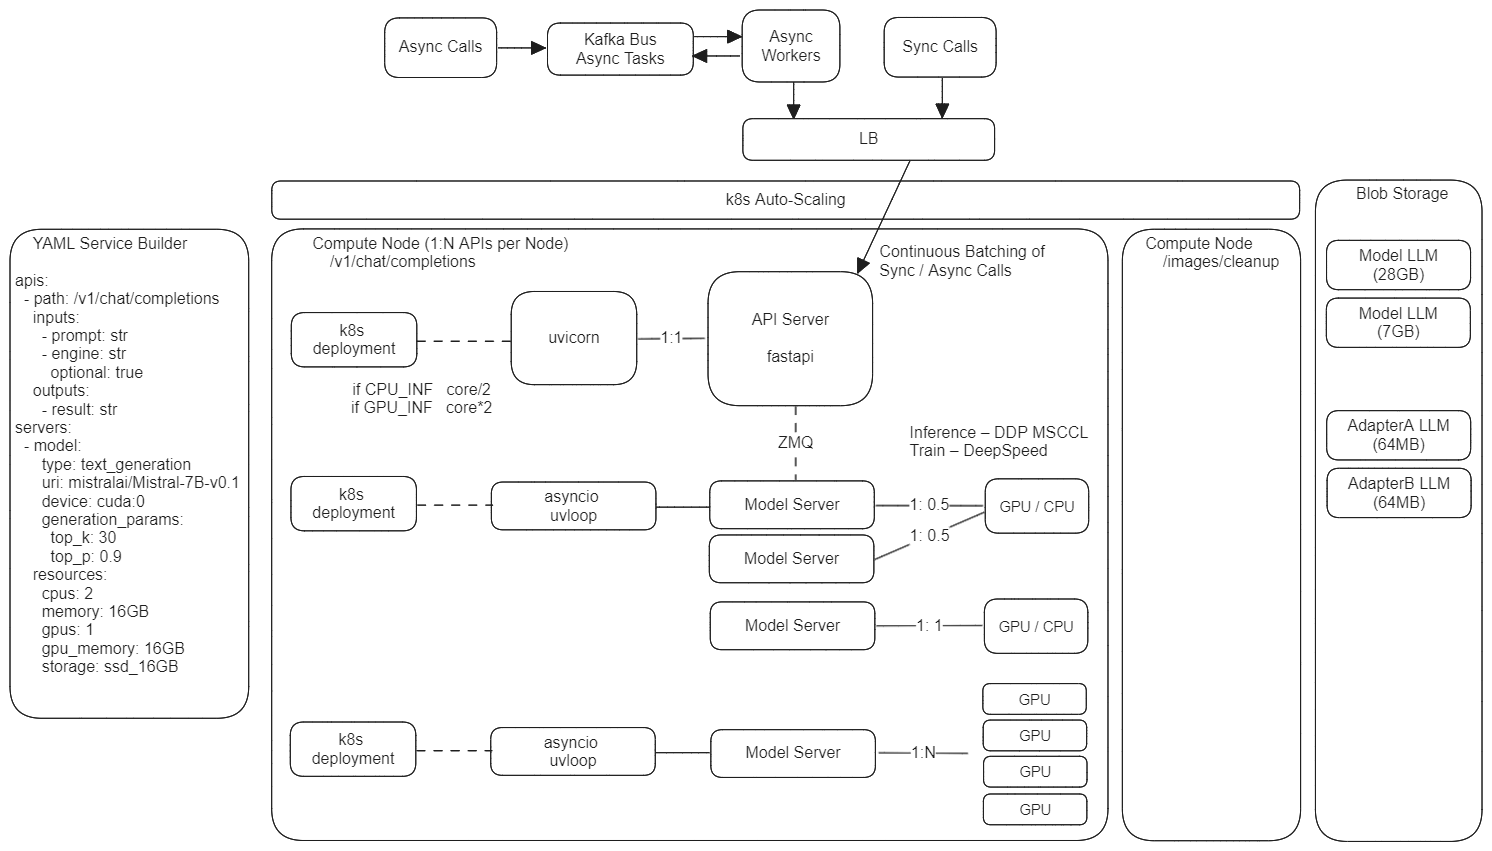 Async Calls
Kafka Bus
Async Tasks
Async
Workers
Sync Calls
LB
k8s Auto-Scaling
YAML Service Builder
apis:
- path: /v1/chat/completions
inputs:
- prompt: str
- engine: str
optional: true
outputs:
- result: str
servers:
- model:
type: text_generation
uri: mistralai/Mistral-7B-v0.1
device: cuda:0
generation_params:
top_k: 30
top_p: 0.9
resources:
cpus: 2
memory: 16GB
gpus: 1
gpu_memory: 16GB
storage: ssd_16GB
Compute Node (1:N APIs per Node)
/v1/chat/completions
Continuous Batching of
Sync / Async Calls
k8s
deployment
uvicorn
1:1
API Server
fastapi
if CPU_INF core/2
if GPU_INF core*2
ZMQ
Inference – DDP MSCCL
Train – DeepSpeed
k8s
deployment
asyncio
uvloop
Model Server
1: 0.5
GPU / CPU
1: 0.5
Model Server
Model Server
1: 1
GPU / CPU
k8s
deployment
asyncio
uvloop
Model Server
1:N
GPU
GPU
GPU
GPU
Compute Node
/images/cleanup
Blob Storage
Model LLM
(28GB)
Model LLM
(7GB)
AdapterA LLM
(64MB)
AdapterB LLM
(64MB)